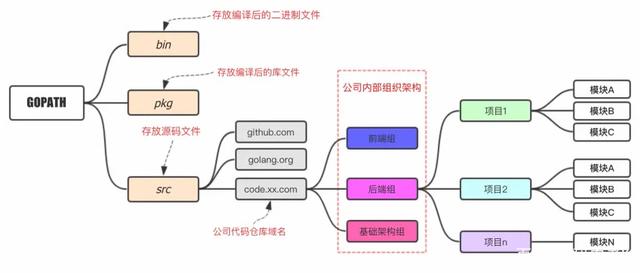 存放编译后的二进制文件
bin
GOPATH
存放编译后的库文件
pkg
存放源码文件
src
github.com
golang.org
code.xx.com
公司代码仓库域名
公司内部组织架构
前端组
后端组
基础架构组
项目1
模块A
模块B
模块C
项目2
模块A
模块B
模块C
项目n
模块N